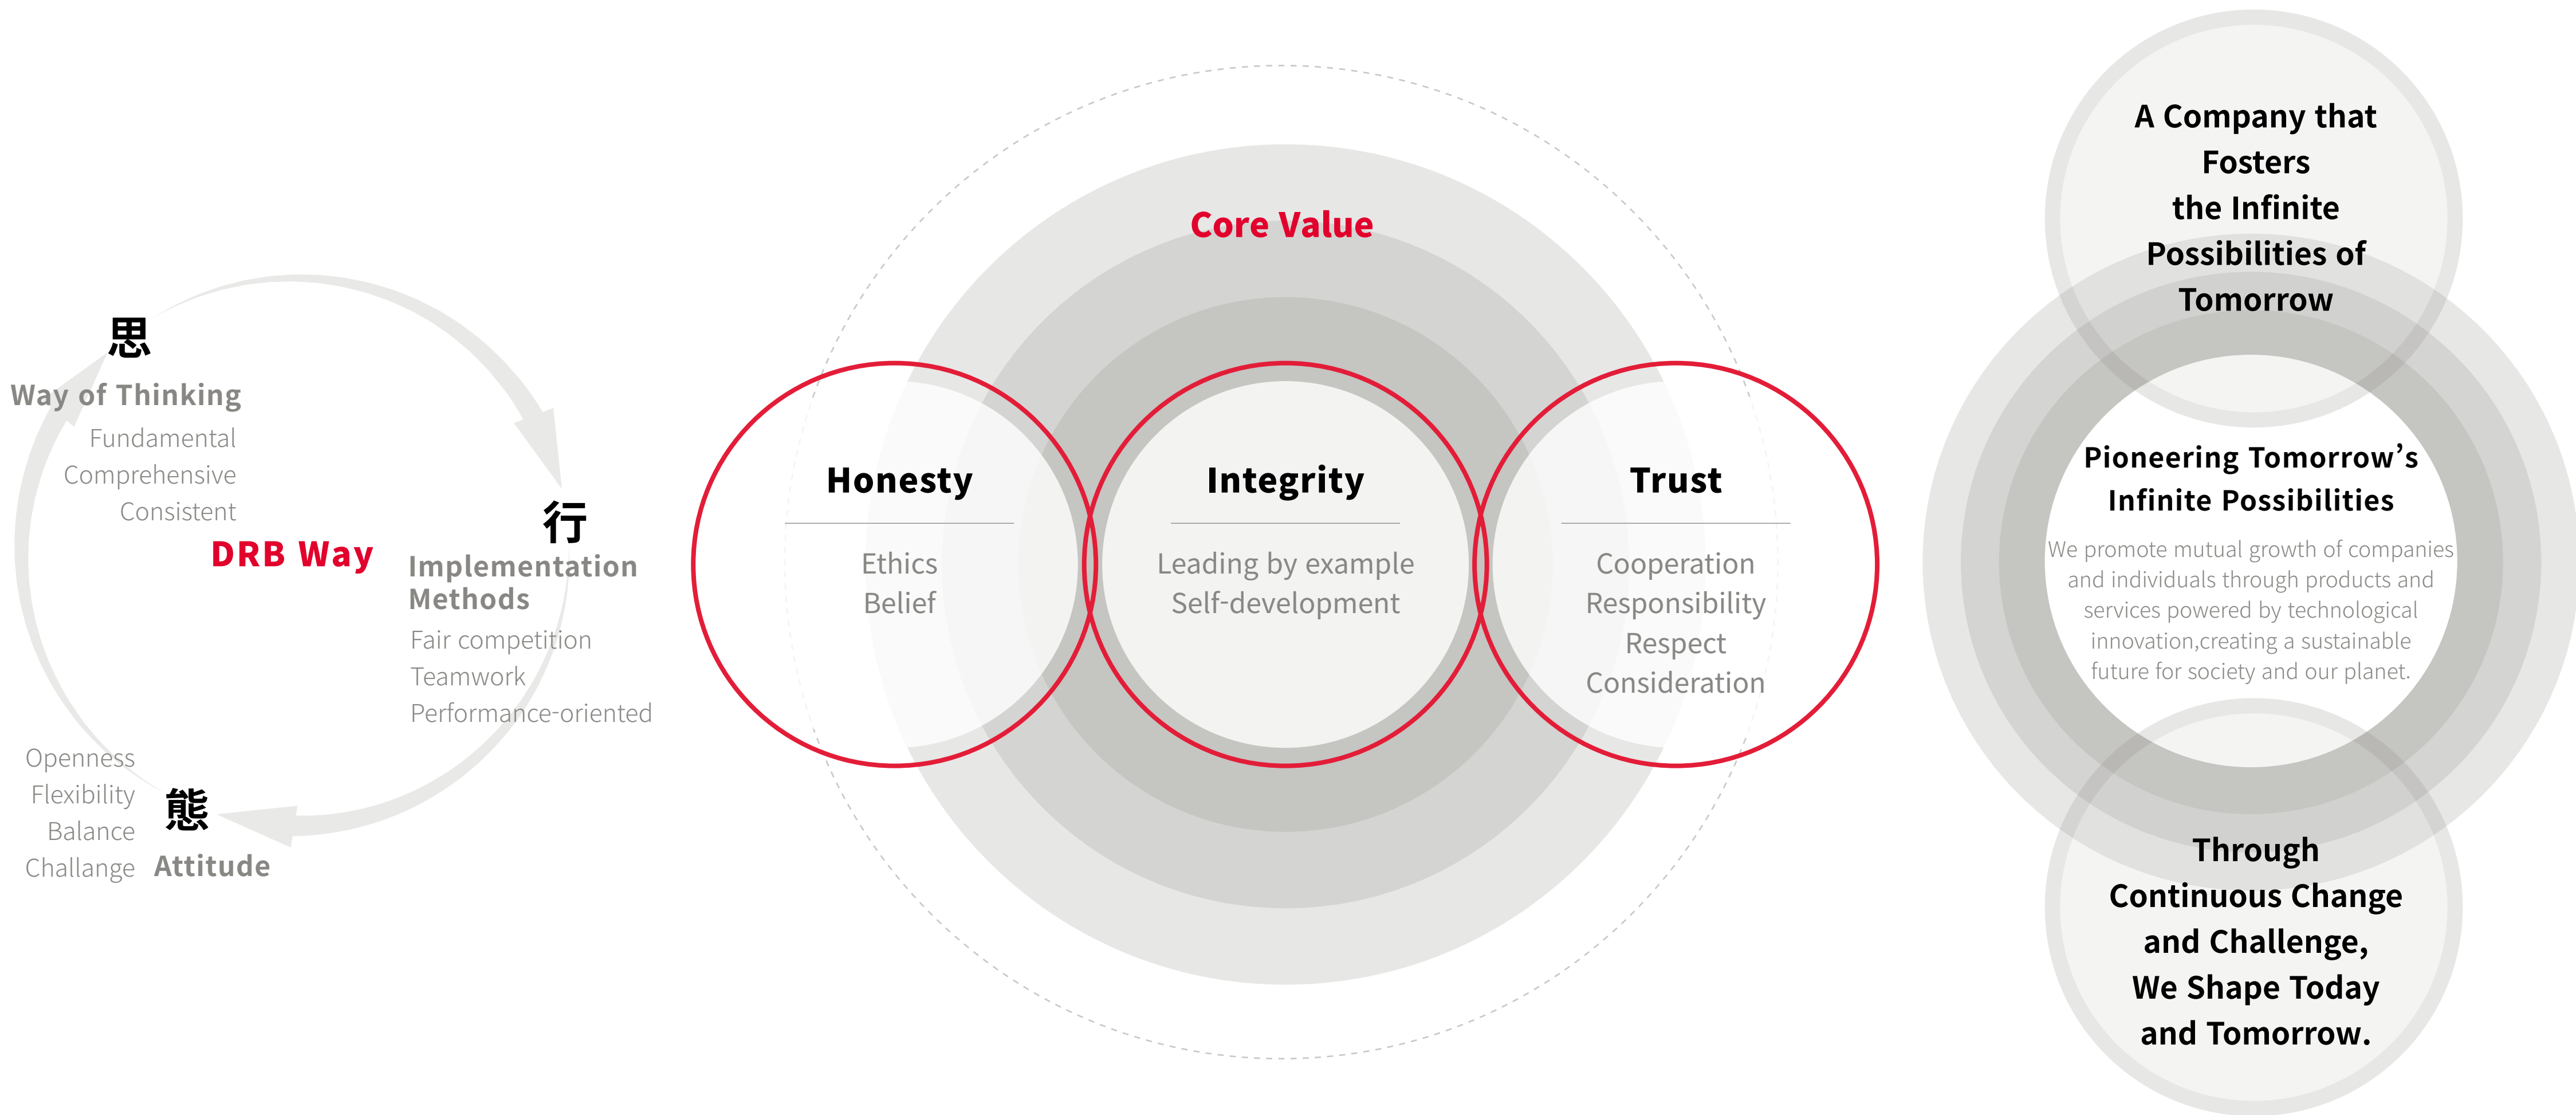 思
Way of Thinking
Fundamental
Comprehensive
Consistent
DRB Way
行
Implementation
Methods
Fair competition
Teamwork
Performance-oriented
Openness
Flexibility
Balance
Challange
態
Attitude
Core Value
Honesty
Ethics
Belief
Integrity
Leading by example
Self-development
Trust
Cooperation
Responsibility
Respect
Consideration
A Company that
Fosters
the Infinite
Possibilities of
Tomorrow
Pioneering Tomorrow’s
Infinite Possibilities
We promote mutual growth of companies
and individuals through products and
services powered by technological
innovation,creating a sustainable
future for society and our planet.
Through
Continuous Change
and Challenge,
We Shape Today
and Tomorrow.